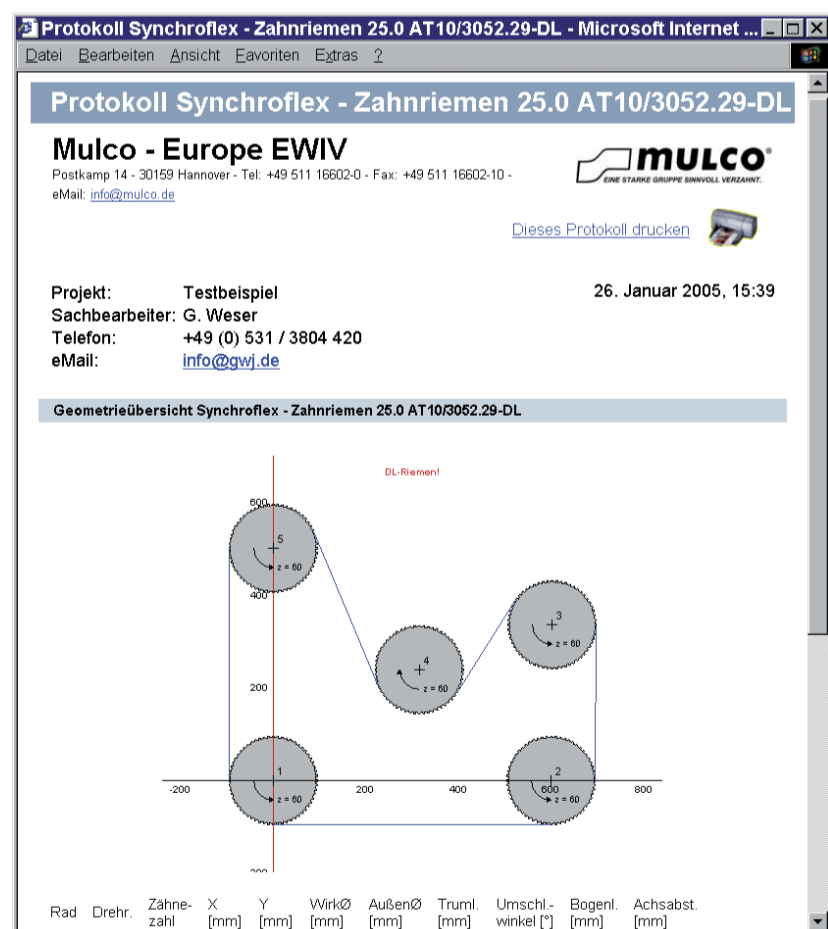 Protokoll Synchroflex - Zahnriemen 25.0 AT10/3052.29-DL - Microsoft Internet ...
Datei Bearbeiten Ansicht Favoriten Extras ?
Protokoll Synchroflex - Zahnriemen 25.0 AT10/3052.29-DL
Mulco - Europe EWIV
Postkamp 14 - 30159 Hannover - Tel: +49 511 16602-0 - Fax: +49 511 16602-10 -
eMail: info@mulco.de
MULCO®
EINE STARKE GRUPPE SINNVOLL VERZAHNT.
Dieses Protokoll drucken
Projekt: Testbeispiel
26. Januar 2005, 15:39
Sachbearbeiter: G. Weser
Telefon: +49 (0) 531 / 3804 420
eMail: info@gwj.de
Geometrieübersicht Synchroflex - Zahnriemen 25.0 AT10/3052.29-DL
DL-Riemen!
600
5
z = 60
400
3
z = 60
4
z = 60
200
1
z = 60
2
z = 60
-200 200 400 600 800
-200
Rad Drehr. Zähne- X Y WirkØ AußenØ Truml. Umschl.- Bogenl. Achsabst.
zahl [mm] [mm] [mm] [mm] [mm] winkel [°] [mm] [mm]